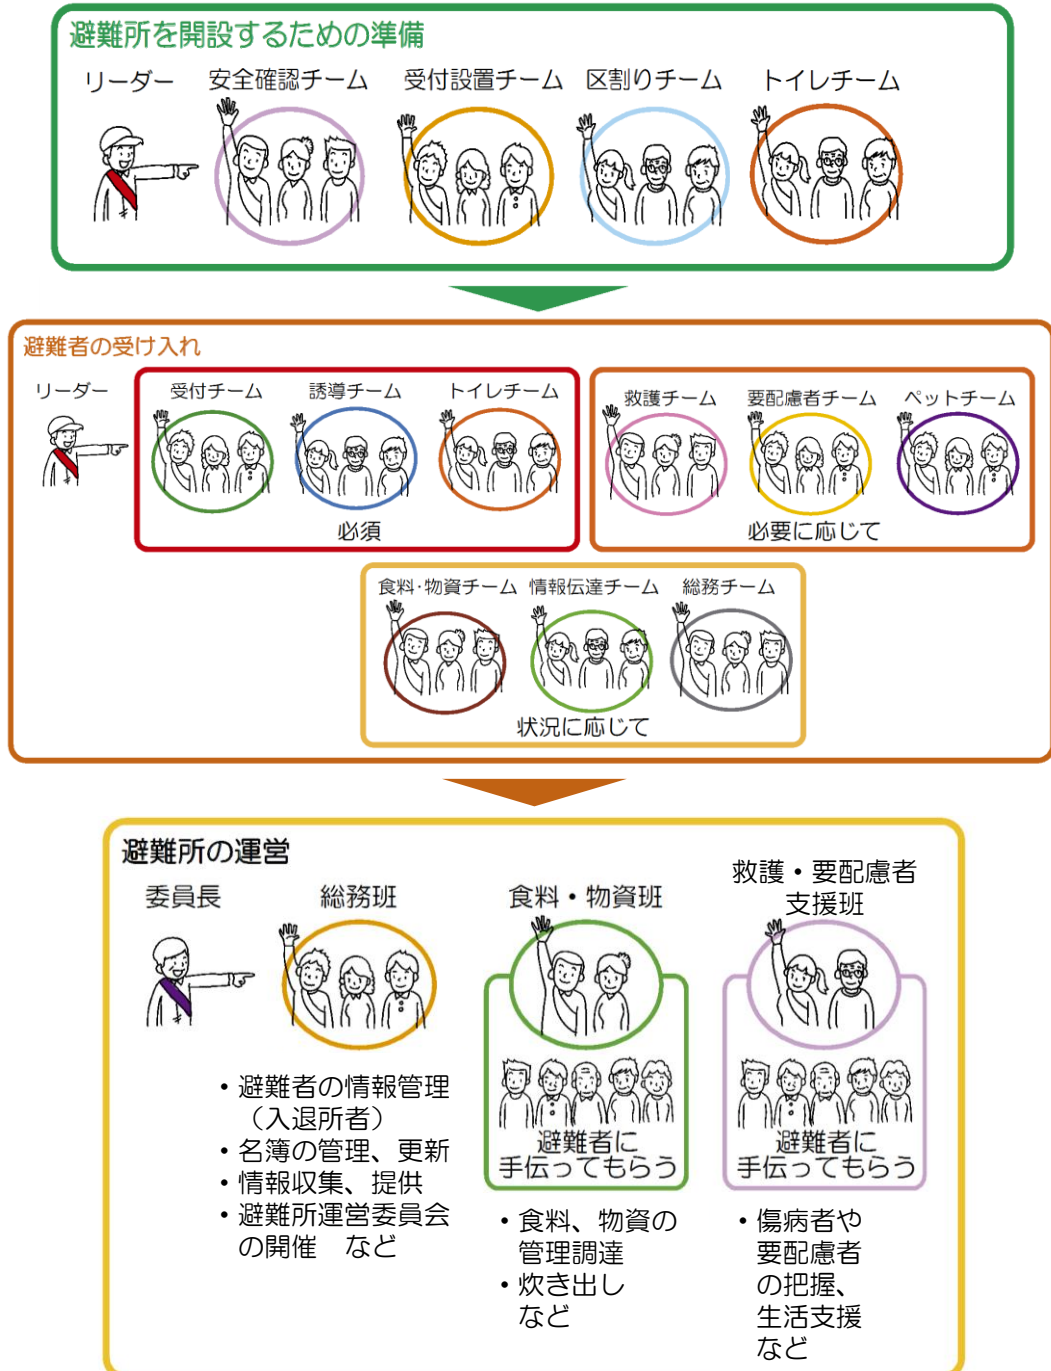 避難所を開設するための準備
リーダー 安全確認チーム 受付設置チーム 区割りチーム トイレチーム
避難者の受け入れ
リーダー
受付チーム 誘導チーム トイレチーム
必須
救護チーム 要配慮者チーム ペットチーム
必要に応じて
食料・物資チーム 情報伝達チーム 総務チーム
状況に応じて
避難所の運営
委員長
総務班
・避難者の情報管理
（入退所者）
・名簿の管理、更新
・情報収集、提供
・避難所運営委員会
の開催　など
食料・物資班
避難者に
手伝ってもらう
・食料、物資の
管理調達
・炊き出し
など
救護・要配慮者
支援班
避難者に
手伝ってもらう
・傷病者や
要配慮者
の把握、
生活支援
など